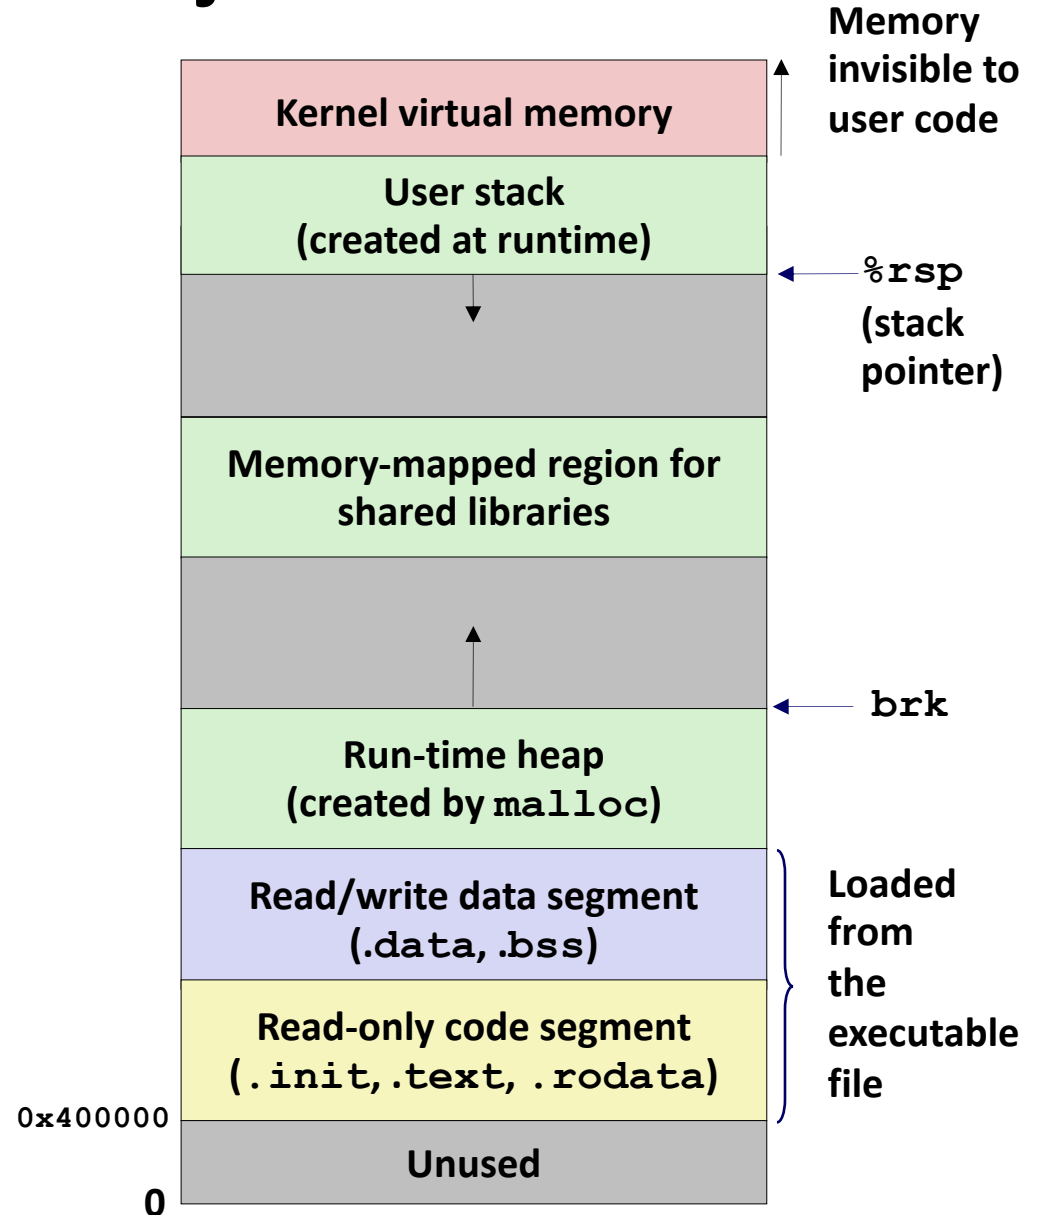 Memory
invisible to
user code
Kernel virtual memory
User stack
(created at runtime)
%rsp
(stack
pointer)
Memory-mapped region for
shared libraries
brk
Run-time heap
(created by malloc)
Read/write data segment
(.data, .bss)
Loaded
from
the
executable
file
Read-only code segment
(.init, .text, .rodata)
0x400000
Unused
0